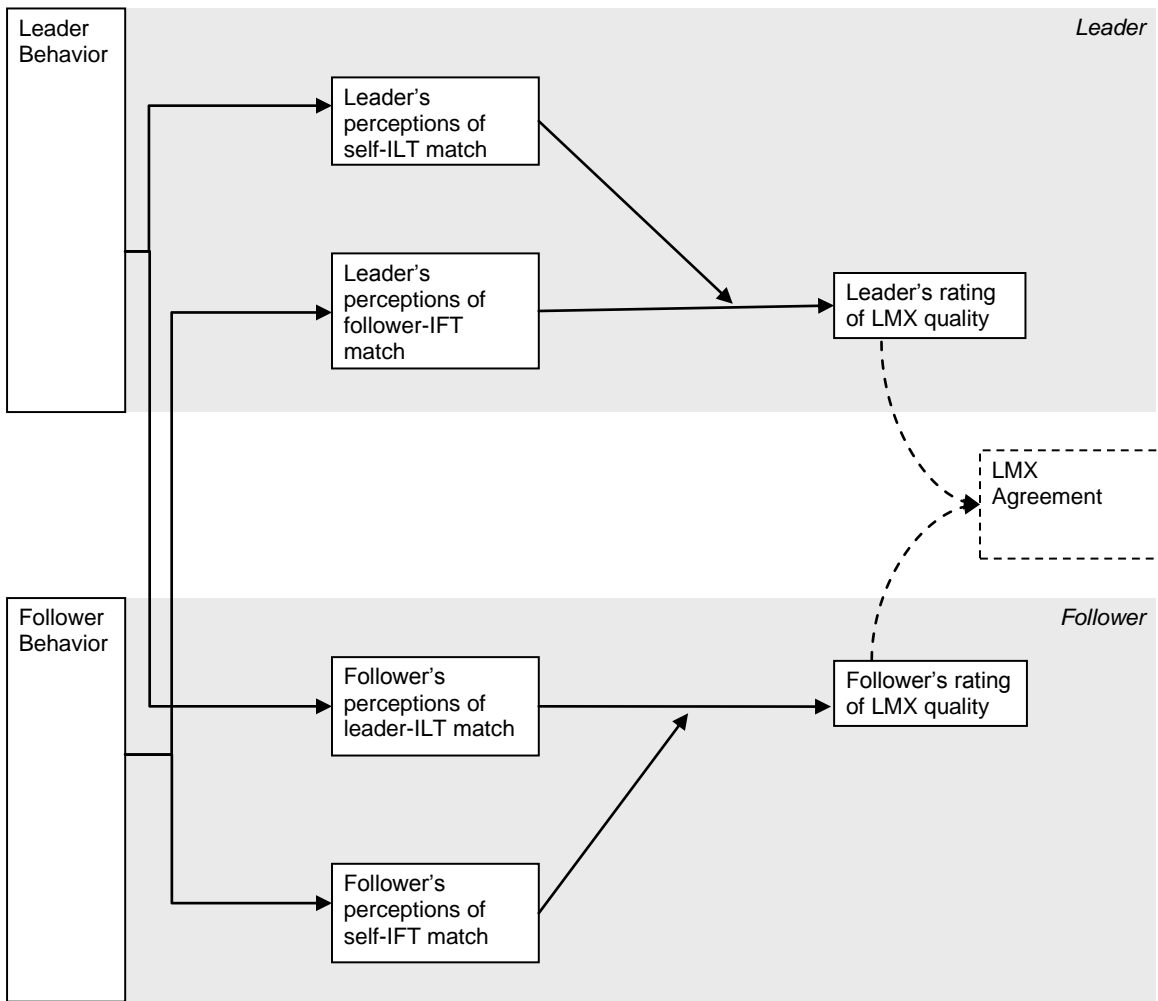 Leader
Behavior
Leader
Leader’s
perceptions of
self-ILT match
Leader’s
perceptions of
follower-IFT
match
Leader’s rating
of LMX quality
LMX
Agreement
Follower
Behavior
Follower
Follower’s
perceptions of
leader-ILT match
Follower’s rating
of LMX quality
Follower’s
perceptions of
self-IFT match